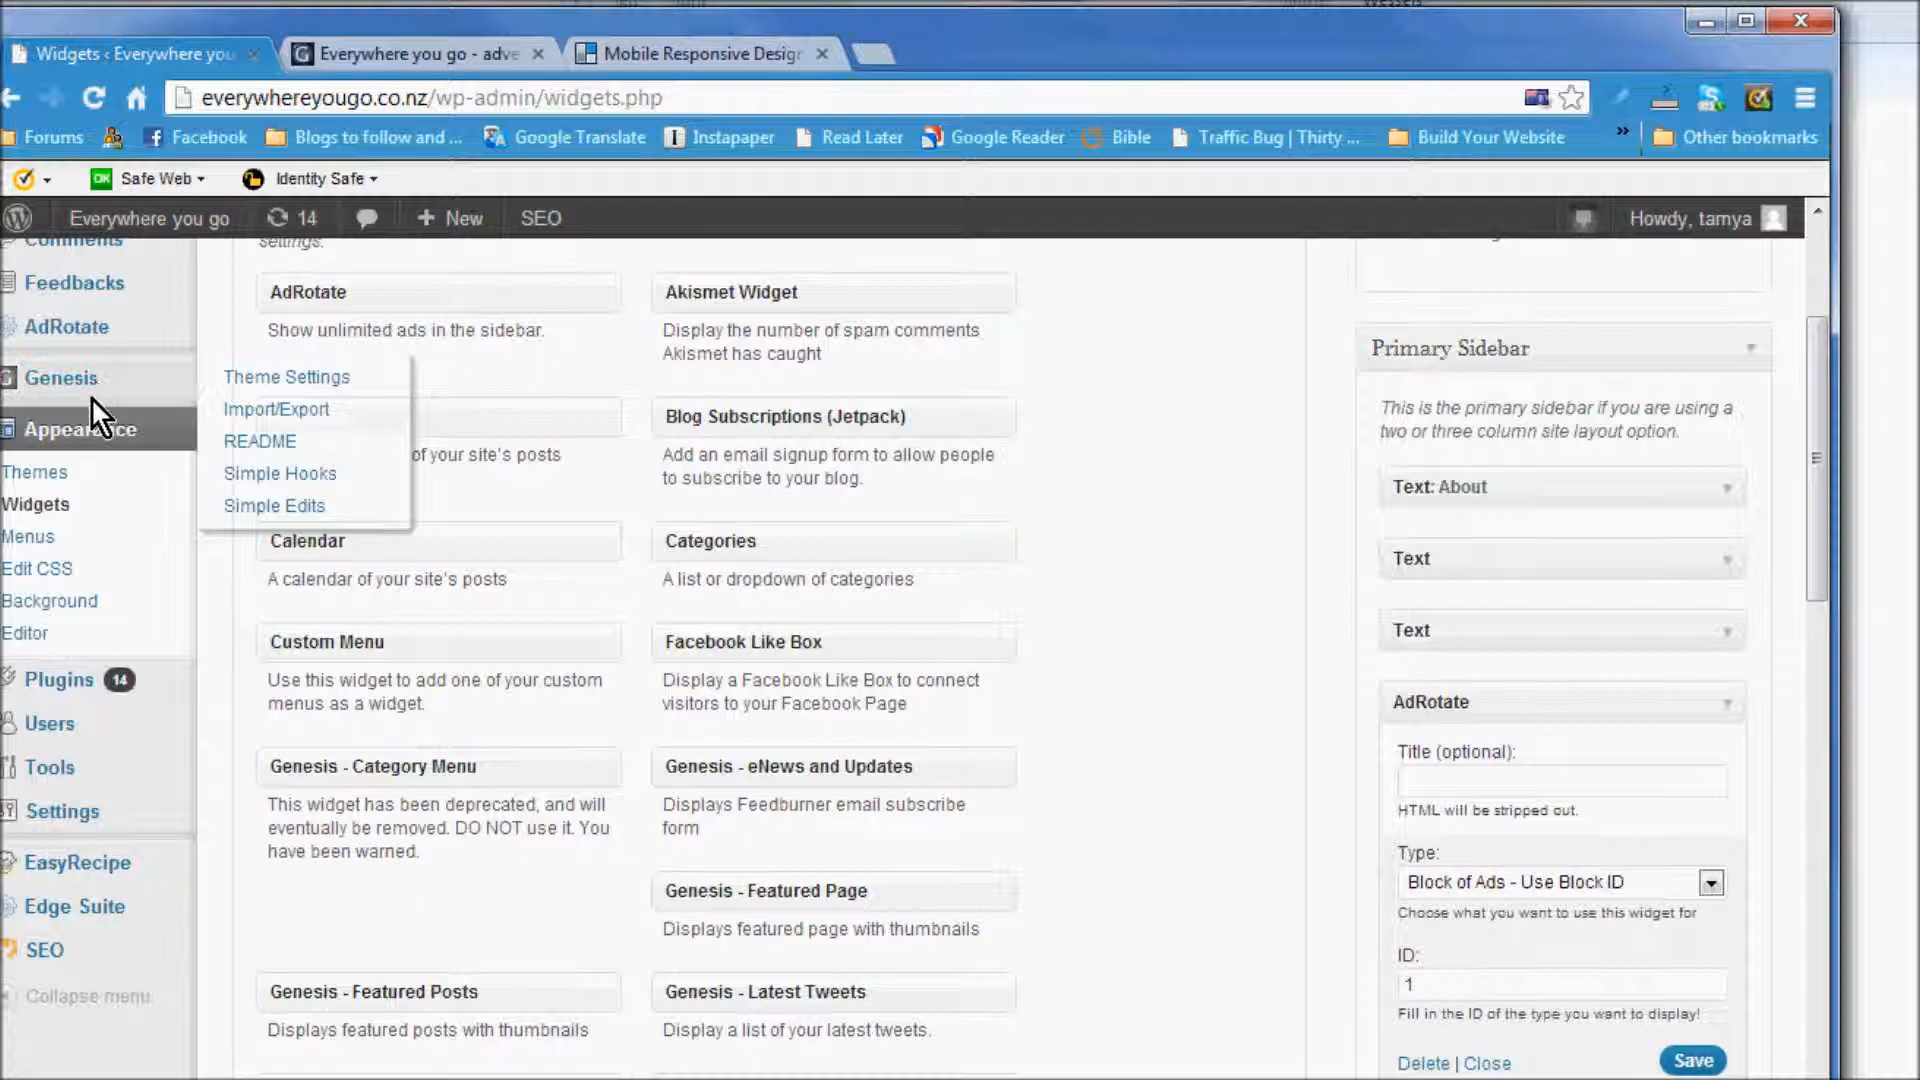 Wessels
Widgets ‹ Everywhere you
Everywhere you go - adve
Mobile Responsive Desigr
everywhereyougo.co.nz/wp-admin/widgets.php
Forums
Facebook
Blogs to follow and ...
Google Translate
Instapaper
Read Later
Google Reader
Bible
Traffic Bug | Thirty ...
Build Your Website
»
Other bookmarks
OK
Safe Web
Identity Safe
Everywhere you go
14
+ New
SEO
Howdy, tamya
Comments
Feedbacks
AdRotate
Genesis
Appearance
Themes
Widgets
Menus
Edit CSS
Background
Editor
Plugins 14
Users
Tools
Settings
EasyRecipe
Edge Suite
SEO
Collapse menu
Theme Settings
Import/Export
README
Simple Hooks
Simple Edits
settings.
AdRotate
Show unlimited ads in the sidebar.
Akismet Widget
Display the number of spam comments
Akismet has caught
of your site's posts
Blog Subscriptions (Jetpack)
Add an email signup form to allow people
to subscribe to your blog.
Calendar
A calendar of your site's posts
Categories
A list or dropdown of categories
Custom Menu
Use this widget to add one of your custom
menus as a widget.
Facebook Like Box
Display a Facebook Like Box to connect
visitors to your Facebook Page
Genesis - Category Menu
This widget has been deprecated, and will
eventually be removed. DO NOT use it. You
have been warned.
Genesis - eNews and Updates
Displays Feedburner email subscribe
form
Genesis - Featured Page
Displays featured page with thumbnails
Genesis - Featured Posts
Displays featured posts with thumbnails
Genesis - Latest Tweets
Display a list of your latest tweets.
Primary Sidebar
This is the primary sidebar if you are using a
two or three column site layout option.
Text: About
Text
Text
AdRotate
Title (optional):
HTML will be stripped out.
Type:
Block of Ads - Use Block ID
Choose what you want to use this widget for
ID:
1
Fill in the ID of the type you want to display!
Delete | Close
Save